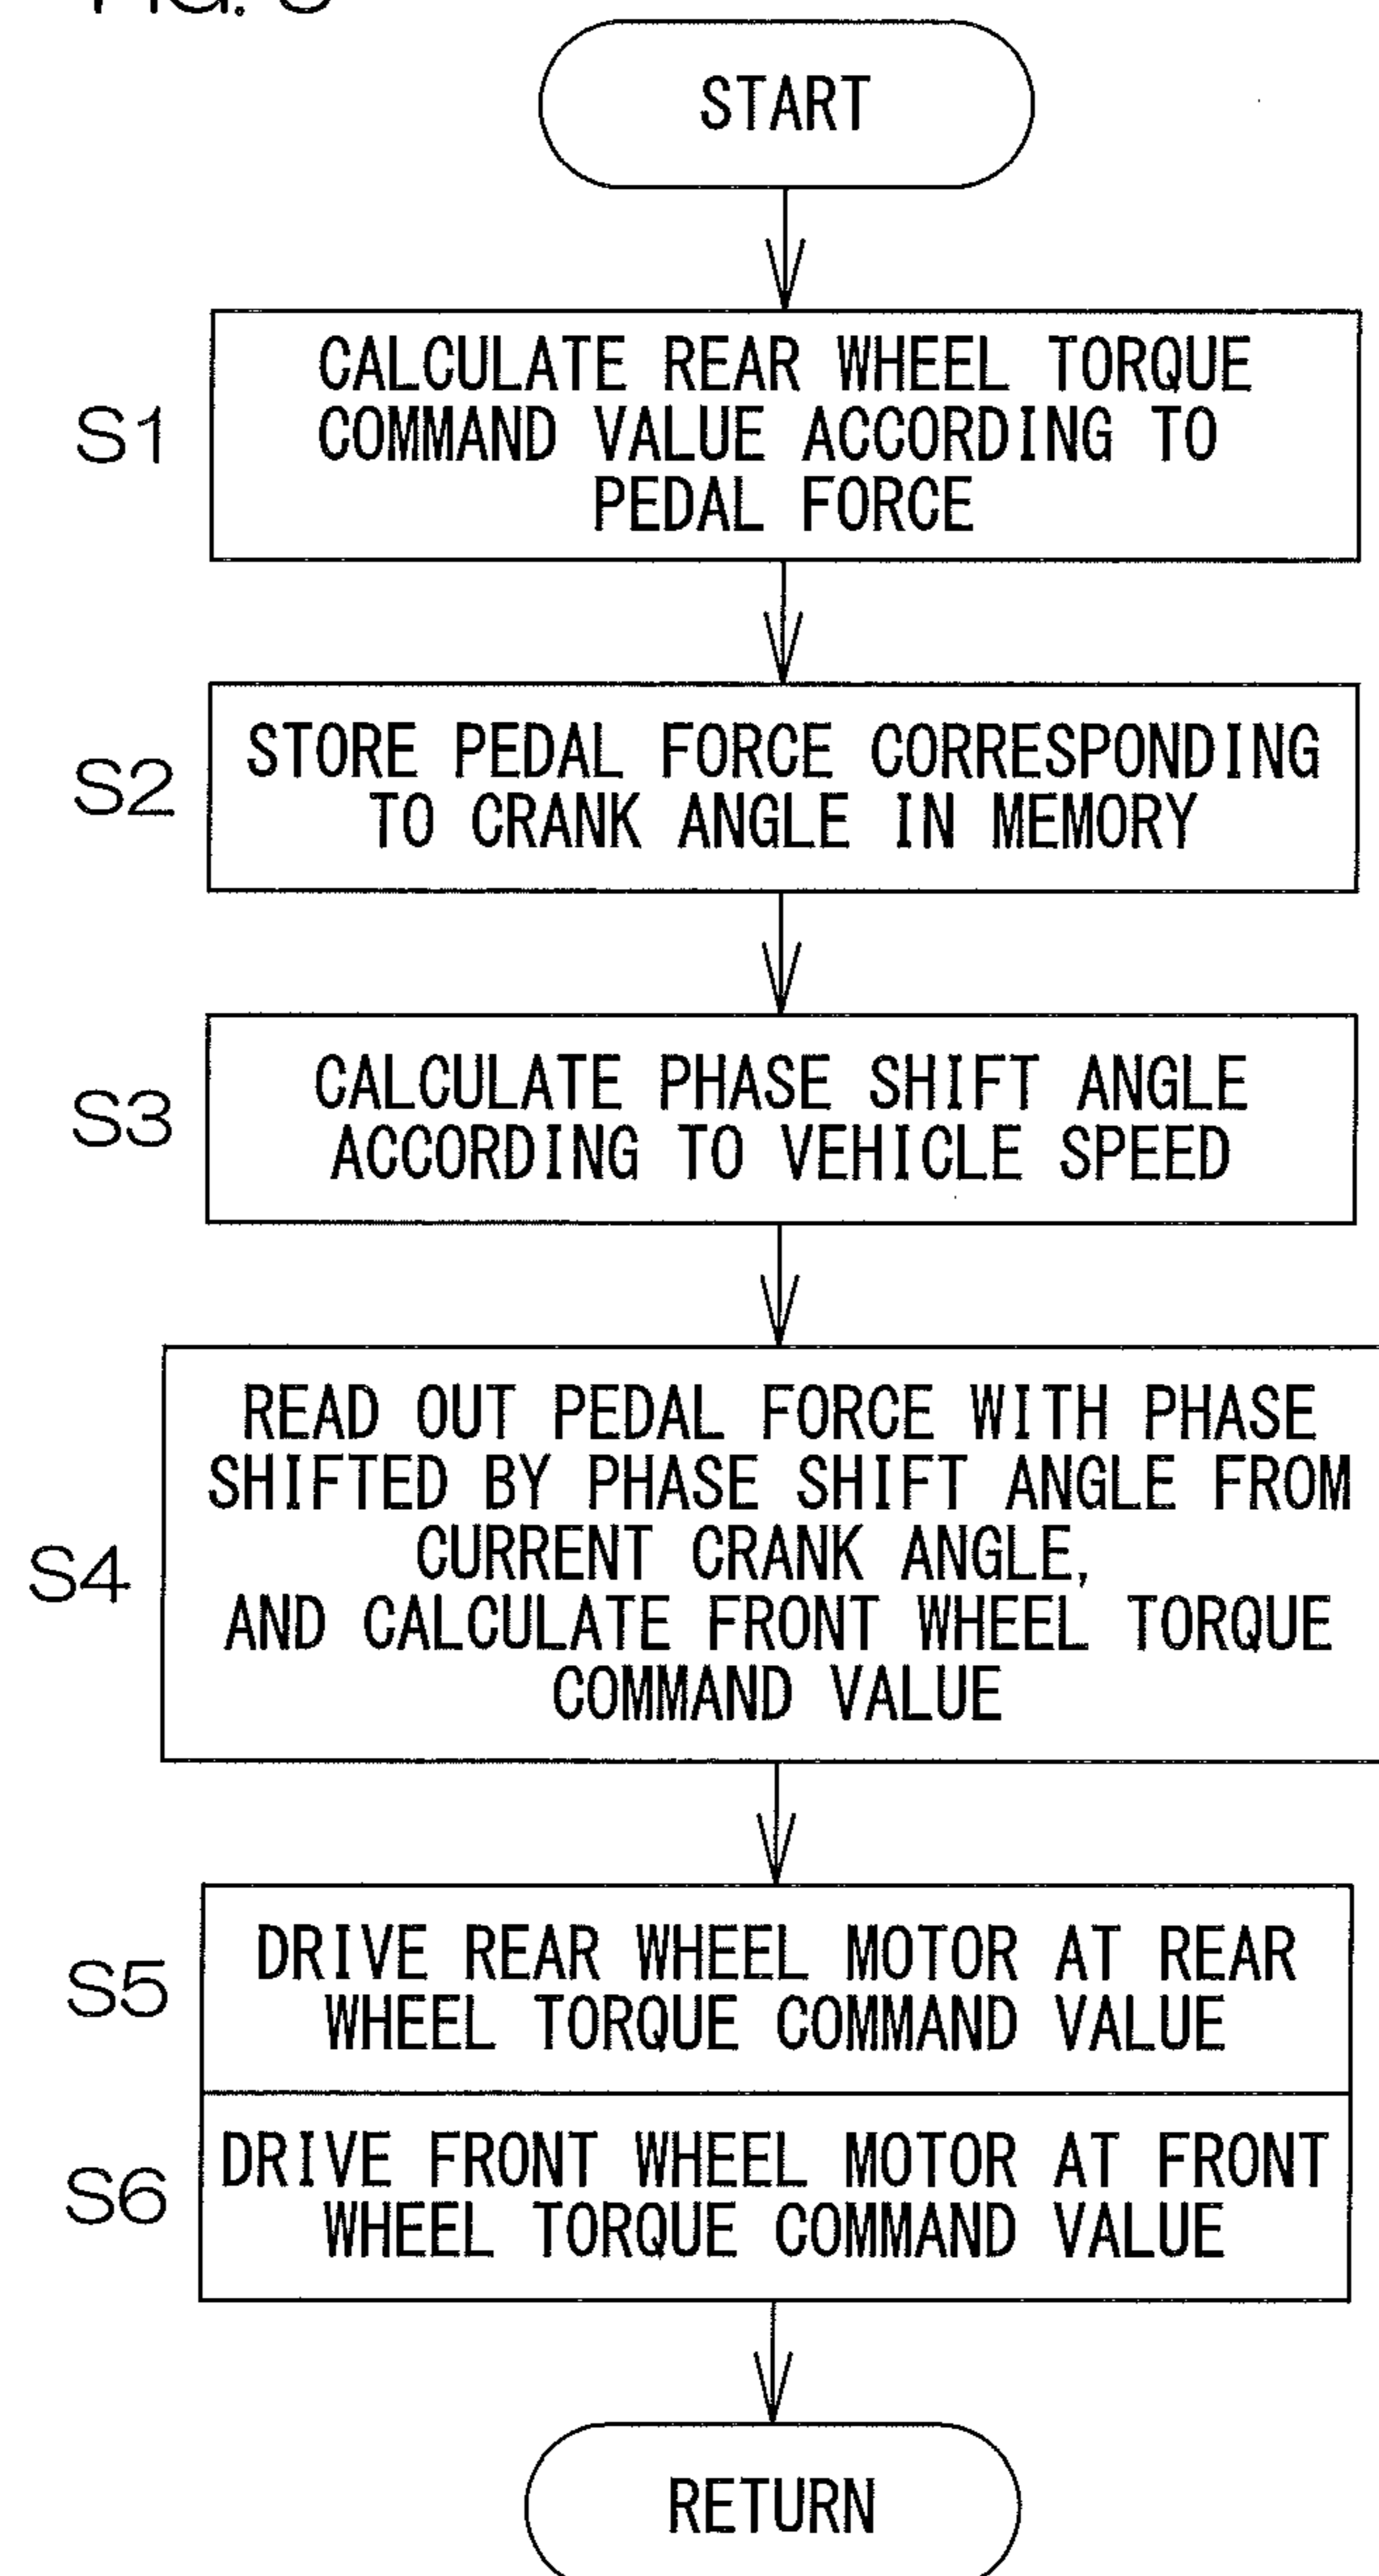 START
S1
CALCULATE REAR WHEEL TORQUE
COMMAND VALUE ACCORDING TO
PEDAL FORCE
S2
STORE PEDAL FORCE CORRESPONDING
TO CRANK ANGLE IN MEMORY
S3
CALCULATE PHASE SHIFT ANGLE
ACCORDING TO VEHICLE SPEED
S4
READ OUT PEDAL FORCE WITH PHASE
SHIFTED BY PHASE SHIFT ANGLE FROM
CURRENT CRANK ANGLE,
AND CALCULATE FRONT WHEEL TORQUE
COMMAND VALUE
S5
DRIVE REAR WHEEL MOTOR AT REAR
WHEEL TORQUE COMMAND VALUE
S6
DRIVE FRONT WHEEL MOTOR AT FRONT
WHEEL TORQUE COMMAND VALUE
RETURN